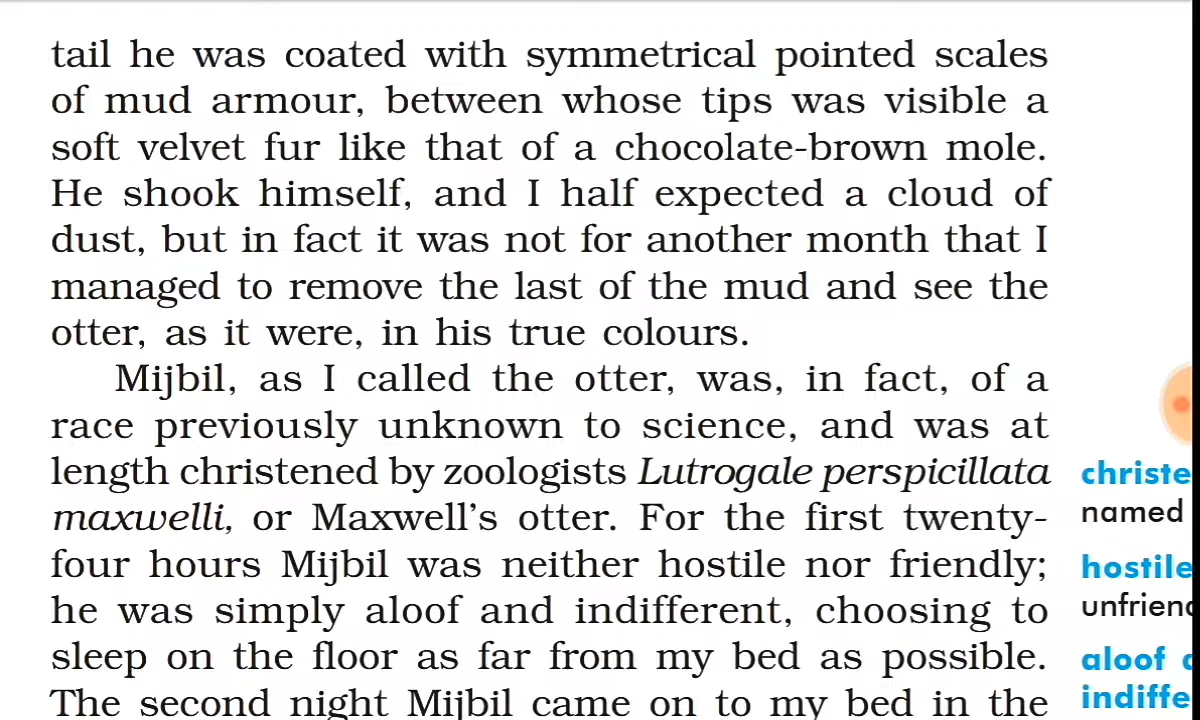 tail he was coated with symmetrical pointed scales
of mud armour, between whose tips was visible a
soft velvet fur like that of a chocolate-brown mole.
He shook himself, and I half expected a cloud of
dust, but in fact it was not for another month that I
managed to remove the last of the mud and see the
otter, as it were, in his true colours.
Mijbil, as I called the otter, was, in fact, of a
race previously unknown to science, and was at
length christened by zoologists Lutrogale perspicillata
maxwelli, or Maxwell's otter. For the first twenty-
four hours Mijbil was neither hostile nor friendly;
he was simply aloof and indifferent, choosing to
sleep on the floor as far from my bed as possible.
The second night Mijbil came on to my bed in the
christe
named
hostile
unfrien
aloof
indiffe